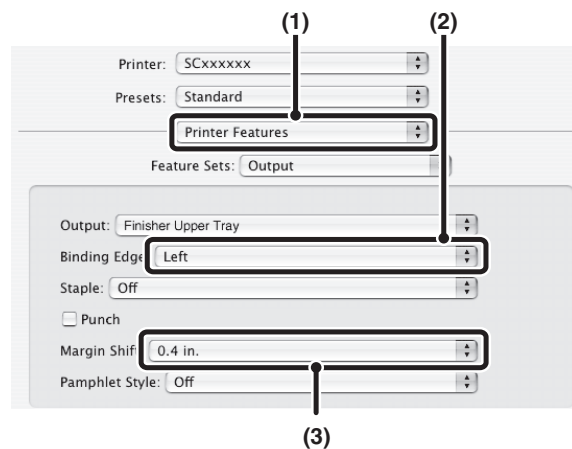 (1) (2)
Printer: SCxxxxxx
Presets: Standard
Printer Features
Feature Sets: Output
Output: Finisher Upper Tray
Binding Edge Left
Staple: Off
Punch
Margin Shif 0.4 in.
Pamphlet Style: Off
(3)